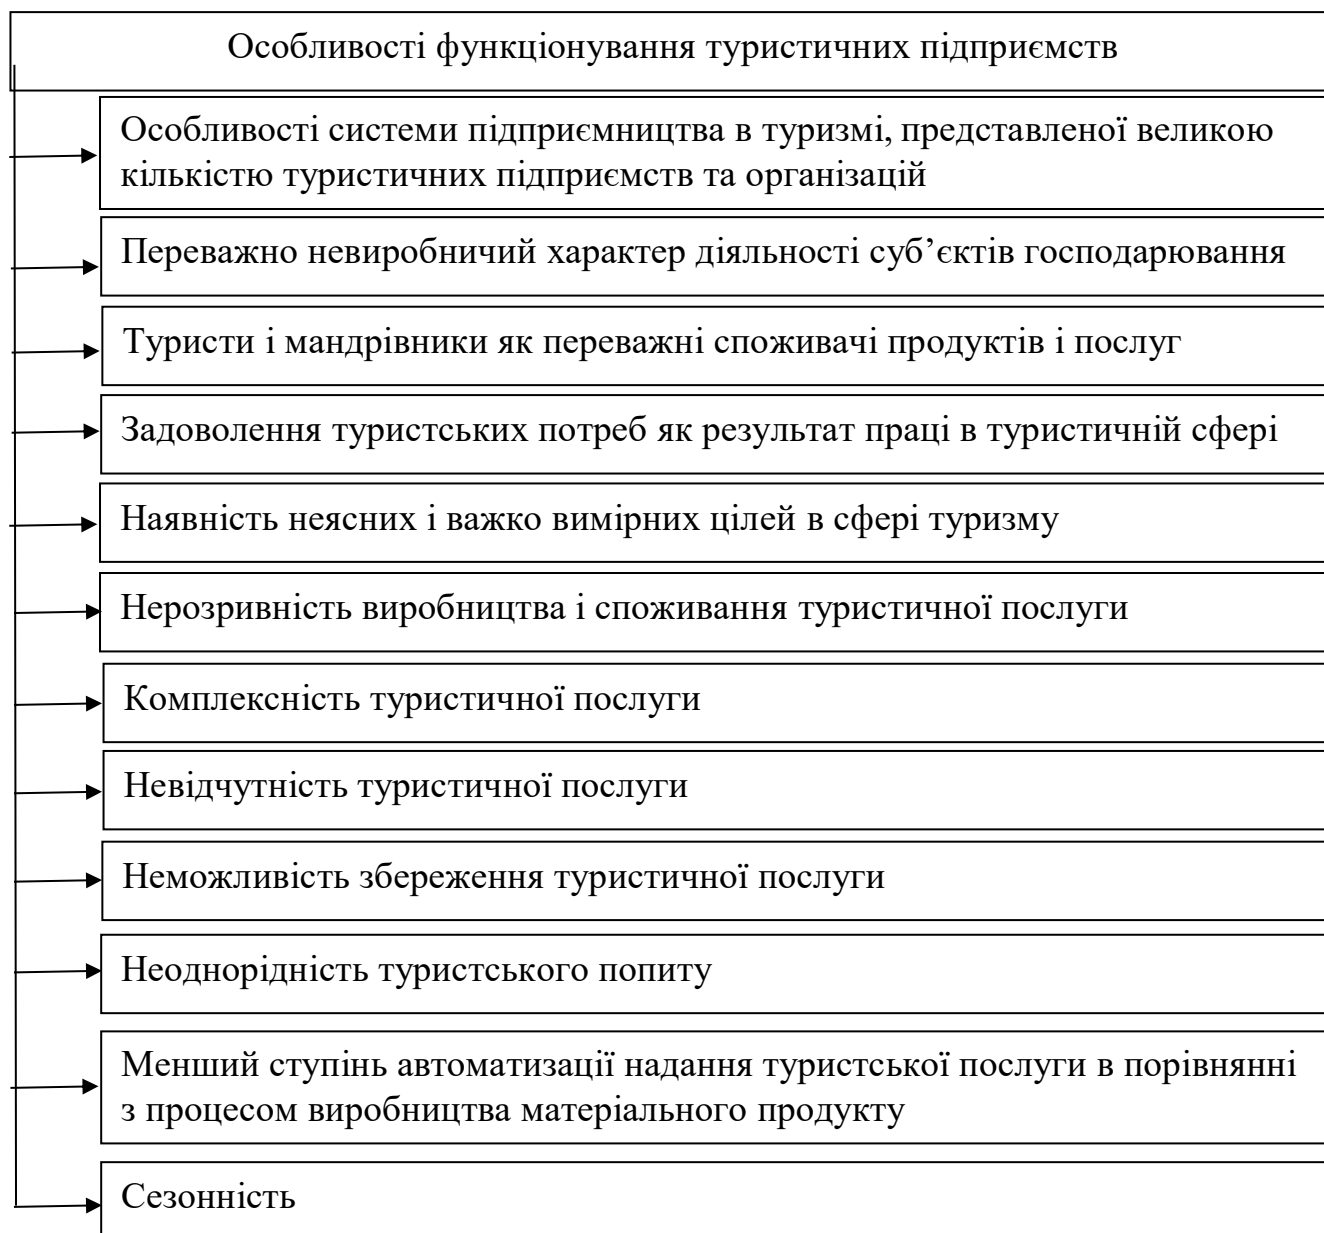 Особливості функціонування туристичних підприємств
Особливості системи підприємництва в туризмі, представленої великою
кількістю туристичних підприємств та організацій
Переважно невиробничий характер діяльності суб’єктів господарювання
Туристи і мандрівники як переважні споживачі продуктів і послуг
Задоволення туристських потреб як результат праці в туристичній сфері
Наявність неясних і важко вимірних цілей в сфері туризму
Нерозривність виробництва і споживання туристичної послуги
Комплексність туристичної послуги
Невідчутність туристичної послуги
Неможливість збереження туристичної послуги
Неоднорідність туристського попиту
Менший ступінь автоматизації надання туристської послуги в порівнянні
з процесом виробництва матеріального продукту
Сезонність